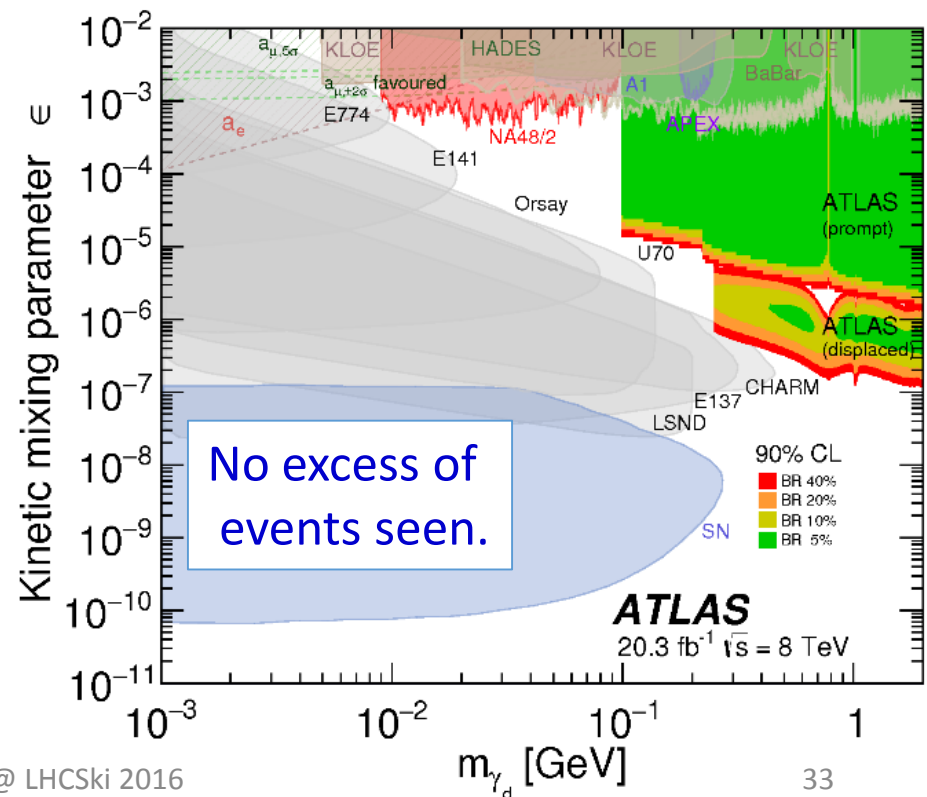 Kinetic mixing parameter ε
10⁻²
10⁻³
10⁻⁴
10⁻⁵
10⁻⁶
10⁻⁷
10⁻⁸
10⁻⁹
10⁻¹⁰
10⁻¹¹
a_μ,5σ
KLOE
HADES
KLOE
KLOE
BaBar
a_μ,±2σ favoured
A1
E774
APEX
a_e
NA48/2
E141
Orsay
ATLAS
(prompt)
U70
ATLAS
(displaced)
CHARM
E137
LSND
No excess of
events seen.
90% CL
BR 40%
BR 20%
BR 10%
BR 5%
SN
ATLAS
20.3 fb⁻¹ √s = 8 TeV
10⁻³
10⁻²
10⁻¹
1
m_γ_d [GeV]
@ LHCSki 2016
33